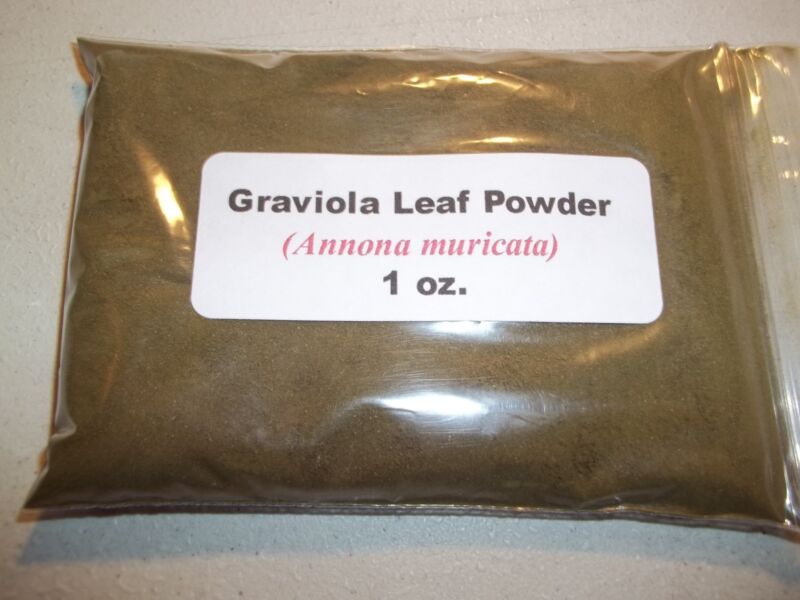 Graviola Leaf Powder
(Annona muricata)
1 oz.